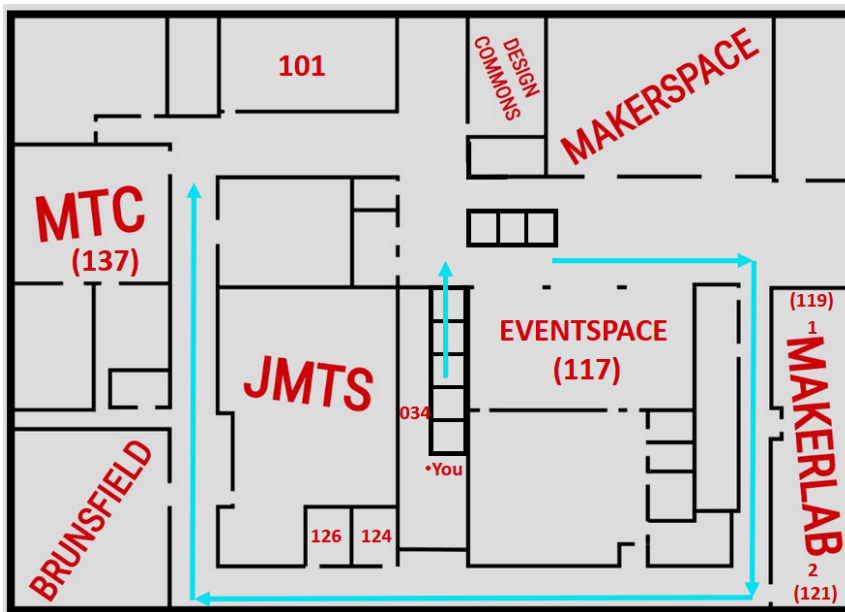 101
DESIGN
COMMONS
MAKERSPACE
MTC
(137)
(119)
1
EVENTSPACE
(117)
MAKERLAB
JMTS
034
•You
BRUNSFIELD
126
124
2
(121)